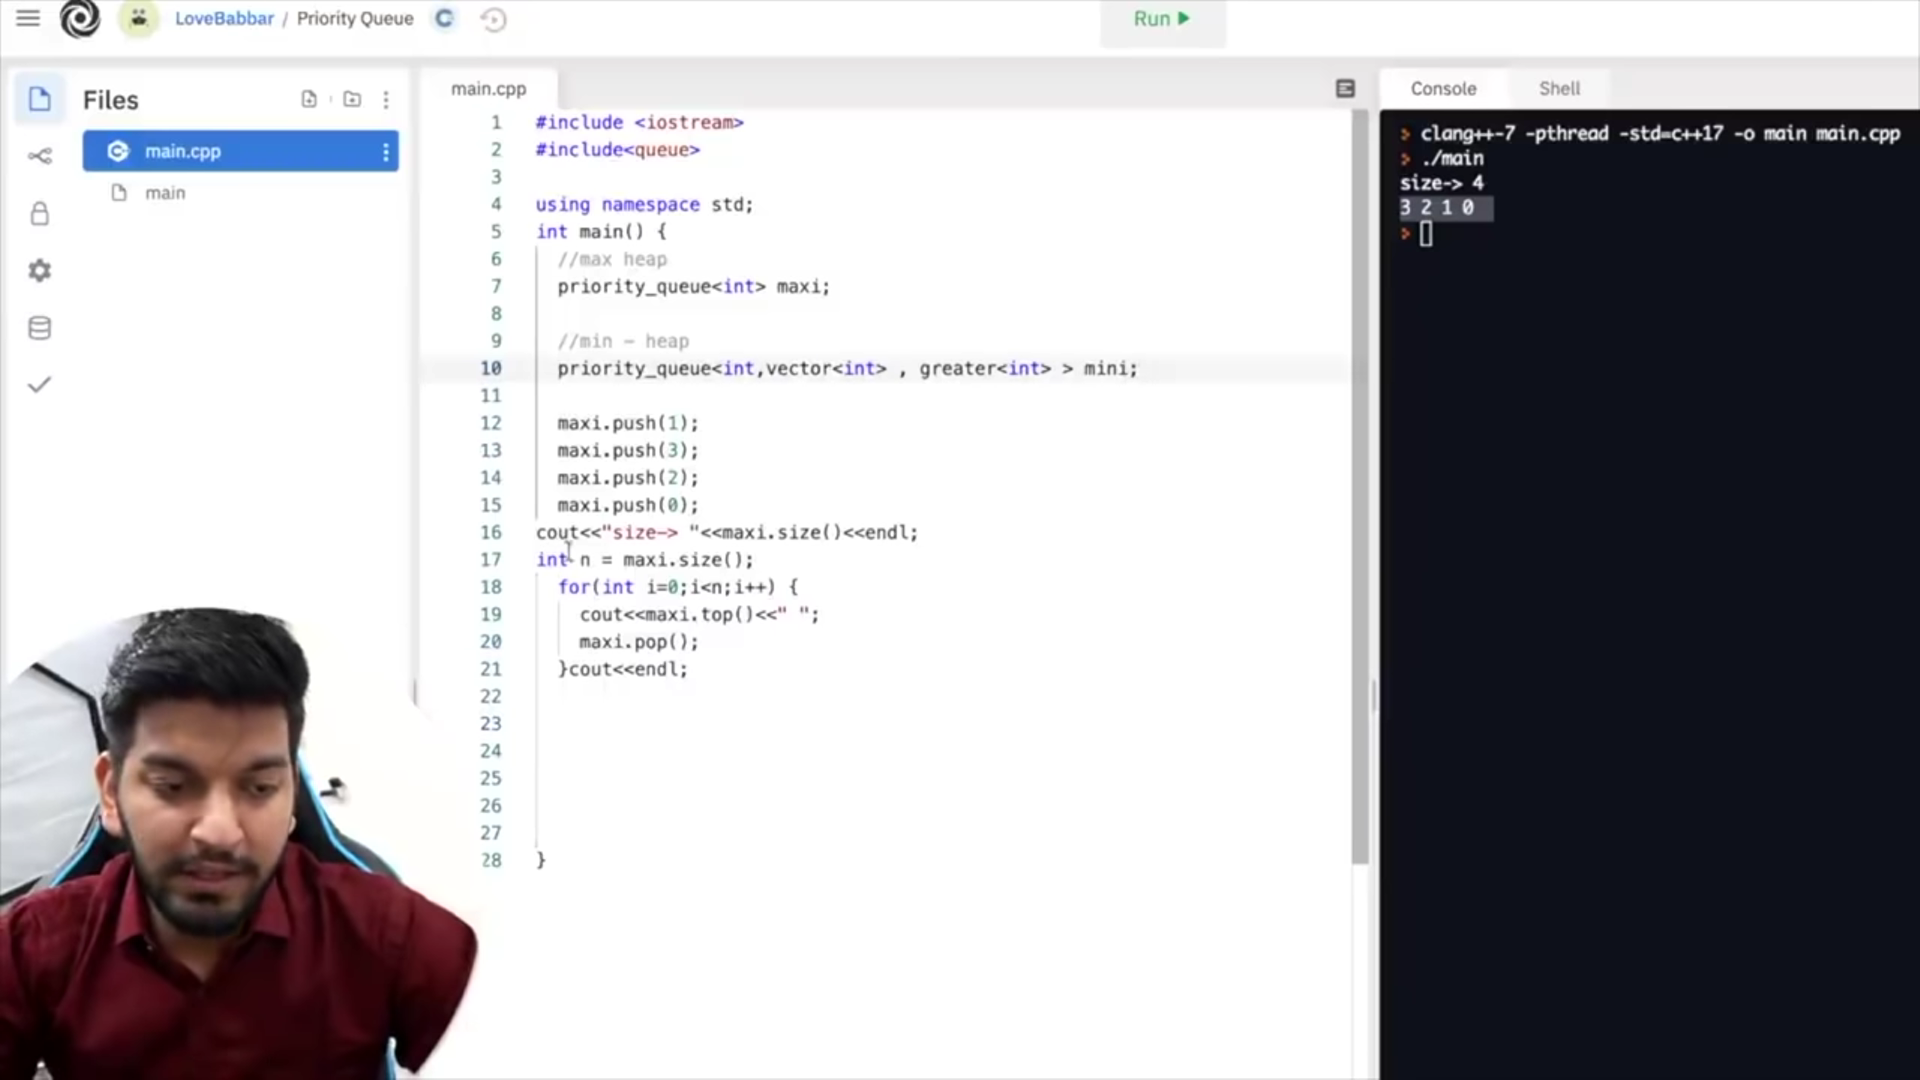 LoveBabbar / Priority Queue
Run
Files
main.cpp
main
main.cpp
1 #include <iostream>
2 #include<queue>
3
4 using namespace std;
5 int main() {
6 //max heap
7 priority_queue<int> maxi;
8
9 //min - heap
10 priority_queue<int,vector<int> , greater<int> > mini;
11
12 maxi.push(1);
13 maxi.push(3);
14 maxi.push(2);
15 maxi.push(0);
16 cout<<"size-> "<<maxi.size()<<endl;
17 int n = maxi.size();
18 for(int i=0;i<n;i++) {
19 cout<<maxi.top()<<" ";
20 maxi.pop();
21 }cout<<endl;
22
23
24
25
26
27
28 }
Console Shell
> clang++-7 -pthread -std=c++17 -o main main.cpp
> ./main
size-> 4
3 2 1 0
>